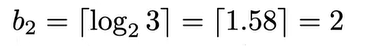 b₂ = ⌈log₂ 3⌉ = ⌈1.58⌉ = 2